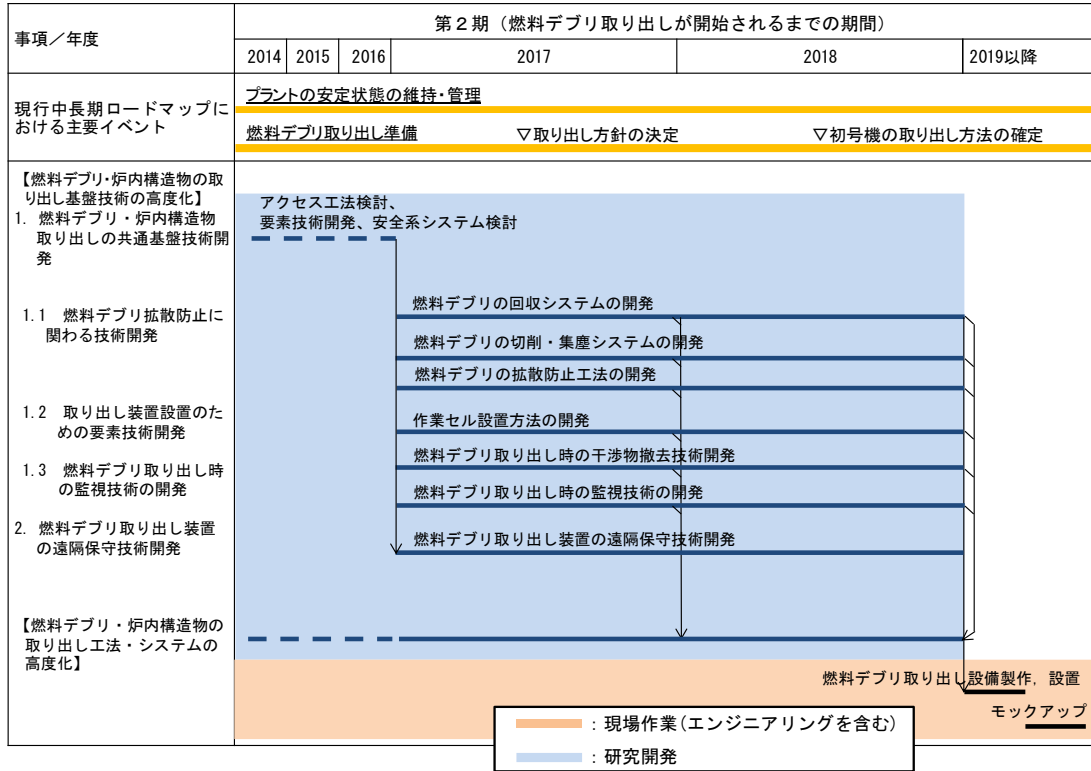 事項／年度
第２期（燃料デブリ取り出しが開始されるまでの期間）
2014 2015 2016 2017 2018 2019以降
現行中長期ロードマップに
おける主要イベント
プラントの安定状態の維持・管理
燃料デブリ取り出し準備 ▽取り出し方針の決定 ▽初号機の取り出し方法の確定
【燃料デブリ・炉内構造物の取
り出し基盤技術の高度化】
1. 燃料デブリ・炉内構造物
取り出しの共通基盤技術開
発
アクセス工法検討、
要素技術開発、安全系システム検討
1.1 燃料デブリ拡散防止に
関わる技術開発
燃料デブリの回収システムの開発
燃料デブリの切削・集塵システムの開発
燃料デブリの拡散防止工法の開発
1.2 取り出し装置設置のた
めの要素技術開発
作業セル設置方法の開発
燃料デブリ取り出し時の干渉物撤去技術開発
1.3 燃料デブリ取り出し時
の監視技術の開発
燃料デブリ取り出し時の監視技術の開発
2. 燃料デブリ取り出し装置
の遠隔保守技術開発
燃料デブリ取り出し装置の遠隔保守技術開発
【燃料デブリ・炉内構造物の
取り出し工法・システムの
高度化】
燃料デブリ取り出し設備製作，設置
モックアップ
：現場作業(エンジニアリングを含む)
：研究開発